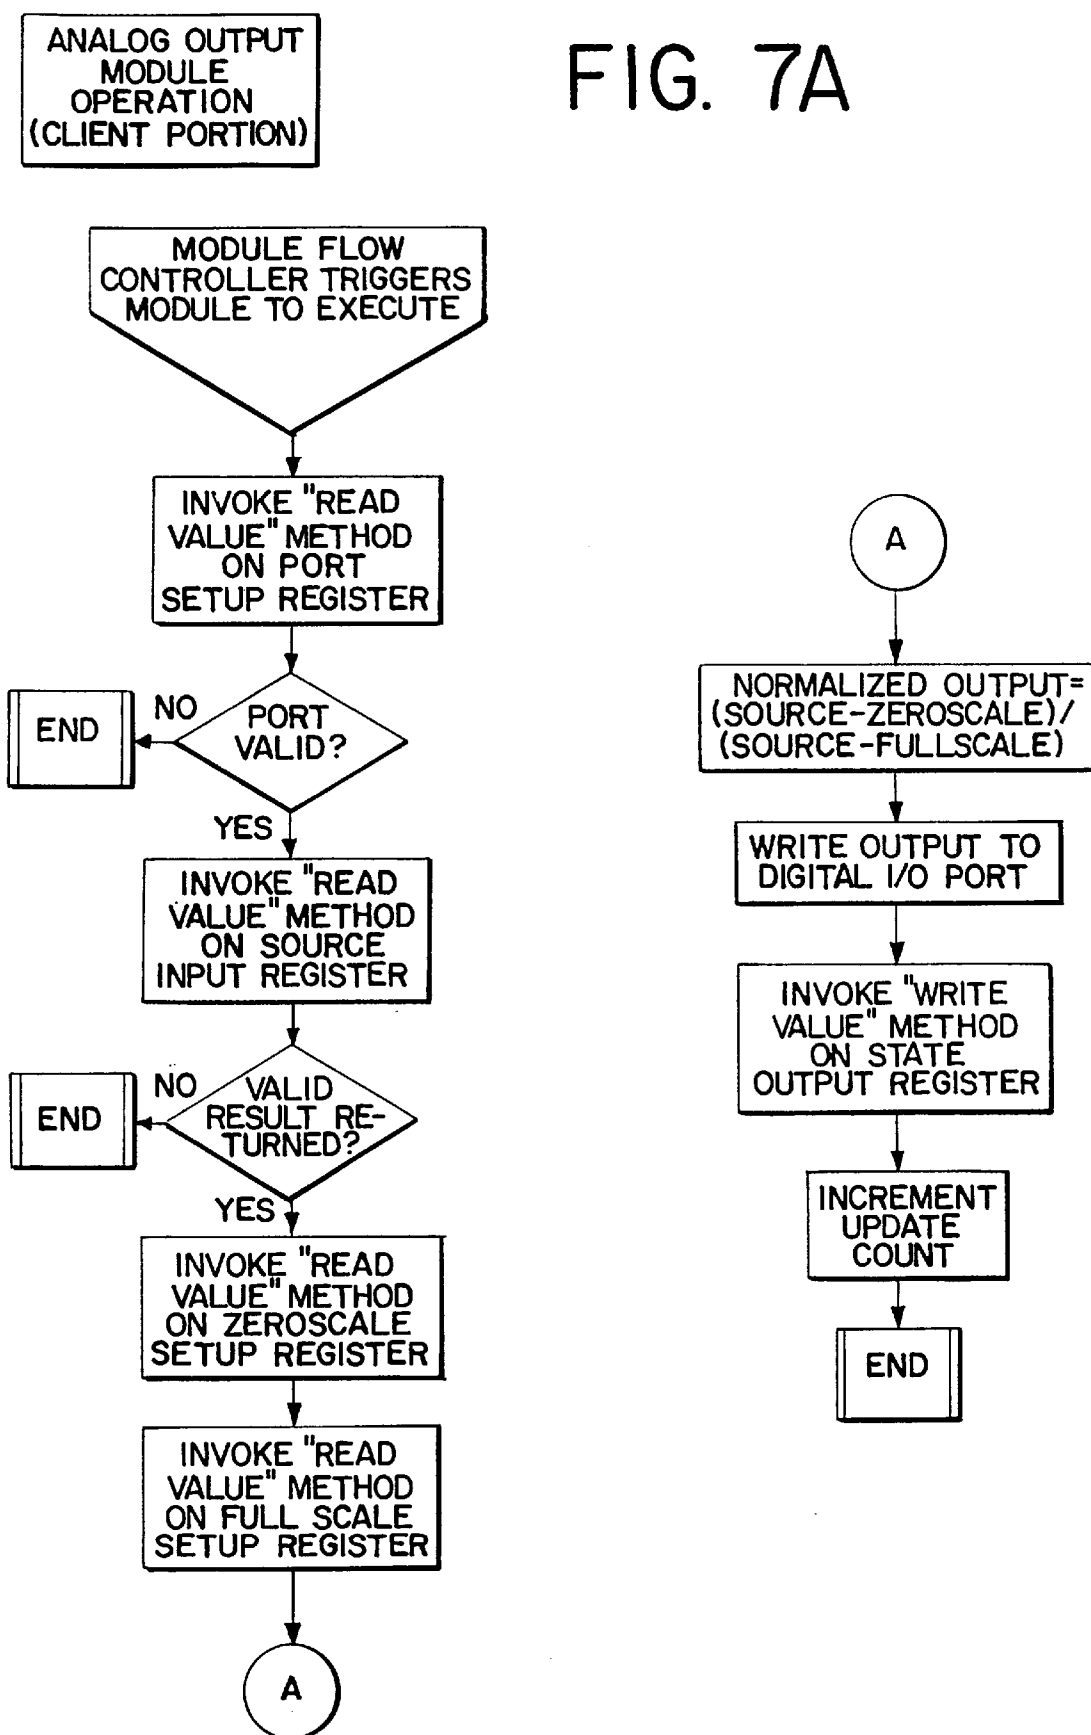 ANALOG OUTPUT
MODULE
OPERATION
(CLIENT PORTION)
FIG. 7A
MODULE FLOW
CONTROLLER TRIGGERS
MODULE TO EXECUTE
INVOKE "READ
VALUE" METHOD
ON PORT
SETUP REGISTER
PORT
VALID?
NO
END
YES
INVOKE "READ
VALUE" METHOD
ON SOURCE
INPUT REGISTER
VALID
RESULT RE-
TURNED?
NO
END
YES
INVOKE "READ
VALUE" METHOD
ON ZEROSCALE
SETUP REGISTER
INVOKE "READ
VALUE" METHOD
ON FULL SCALE
SETUP REGISTER
A
A
NORMALIZED OUTPUT=
(SOURCE-ZEROSCALE)/
(SOURCE-FULLSCALE)
WRITE OUTPUT TO
DIGITAL I/O PORT
INVOKE "WRITE
VALUE" METHOD
ON STATE
OUTPUT REGISTER
INCREMENT
UPDATE
COUNT
END